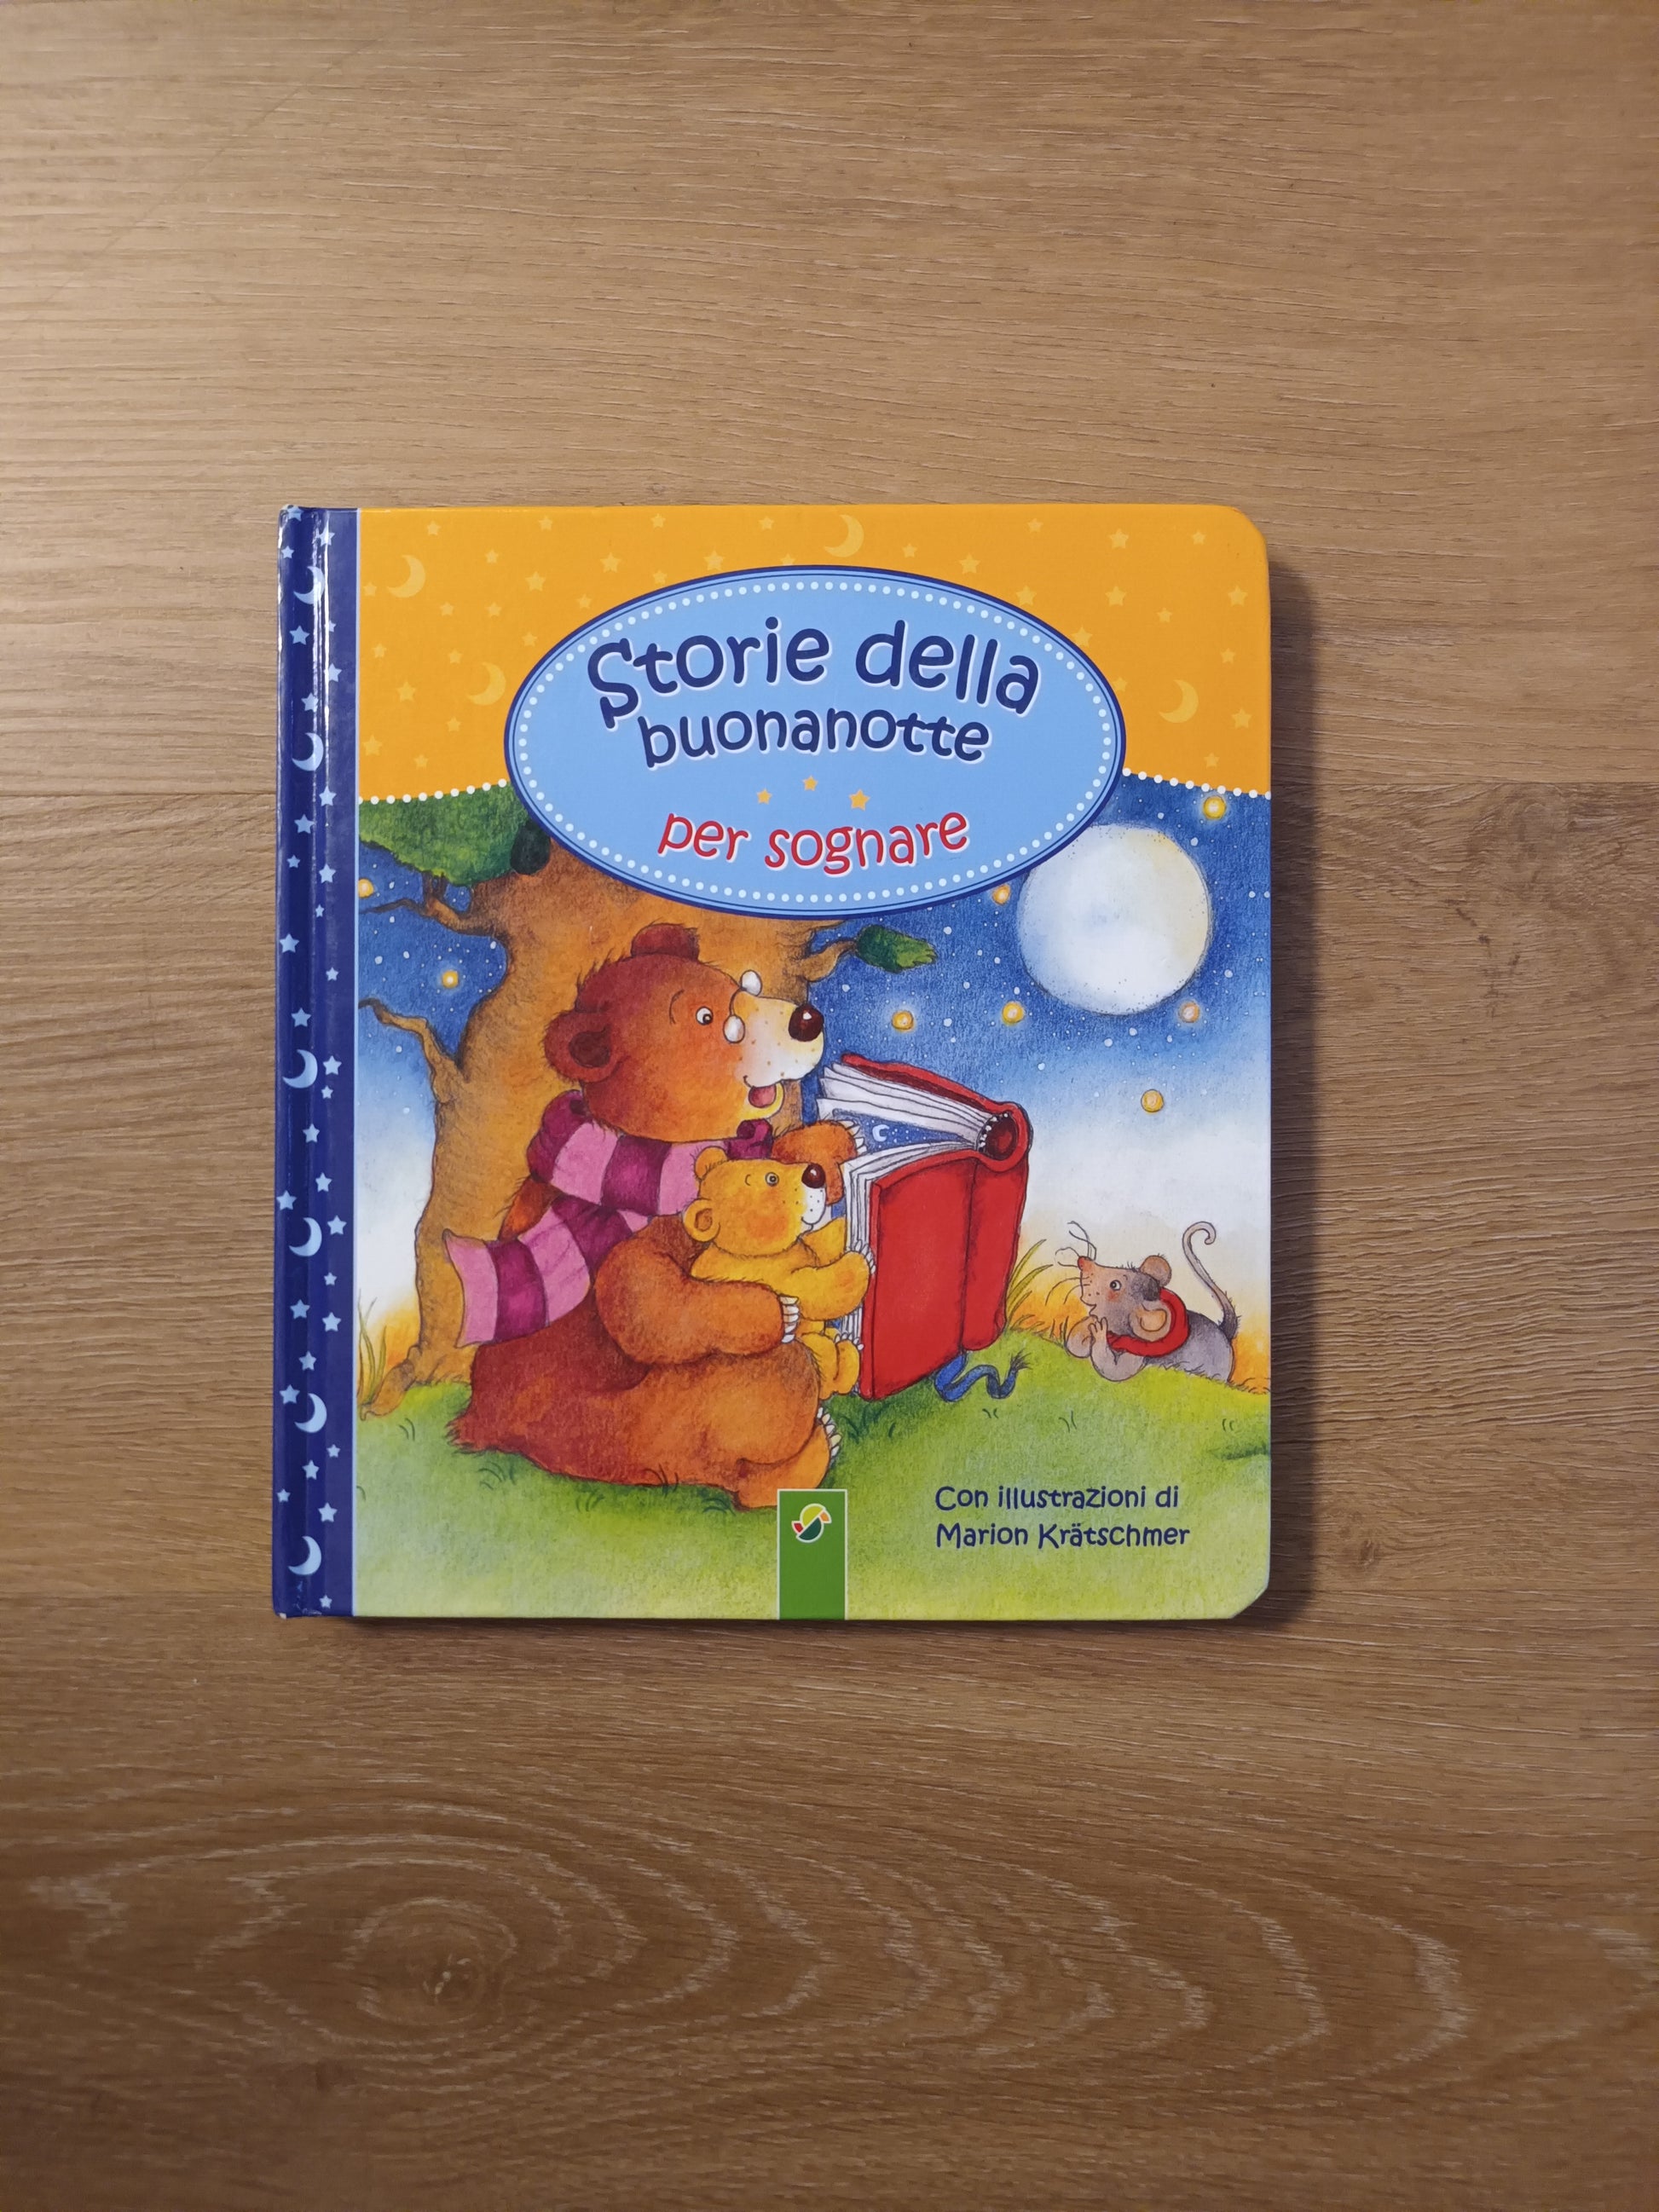 Storie della
buonanotte
per sognare
Con illustrazioni di
Marion Krätschmer